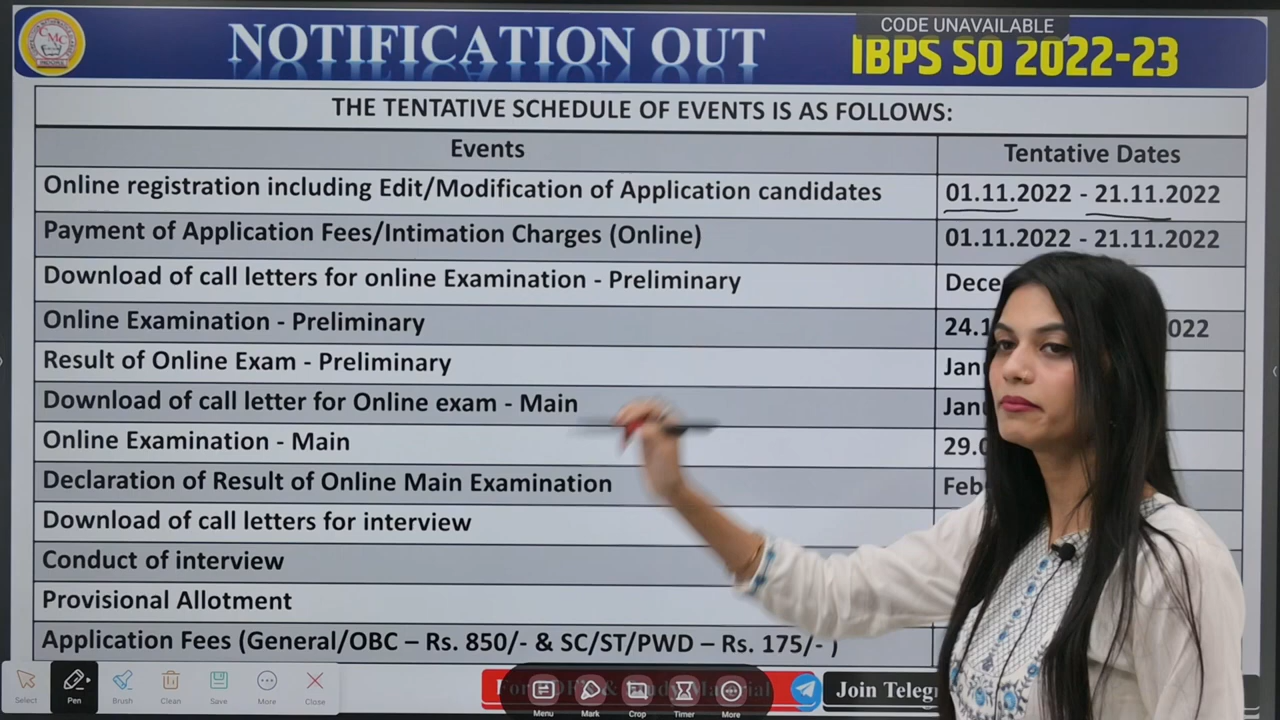 CODE UNAVAILABLE
NOTIFICATION OUT
IBPS SO 2022-23
CMC
INDORE
THE TENTATIVE SCHEDULE OF EVENTS IS AS FOLLOWS:
Events Tentative Dates
Online registration including Edit/Modification of Application candidates 01.11.2022 - 21.11.2022
Payment of Application Fees/Intimation Charges (Online) 01.11.2022 - 21.11.2022
Download of call letters for online Examination - Preliminary
Online Examination - Preliminary
Result of Online Exam - Preliminary
Download of call letter for Online exam - Main
Online Examination - Main
Declaration of Result of Online Main Examination
Download of call letters for interview
Conduct of interview
Provisional Allotment
Application Fees (General/OBC – Rs. 850/- & SC/ST/PWD – Rs. 175/- )
Select Pen Brush Clean Save More Close
Menu Mark Crop Timer More
Join